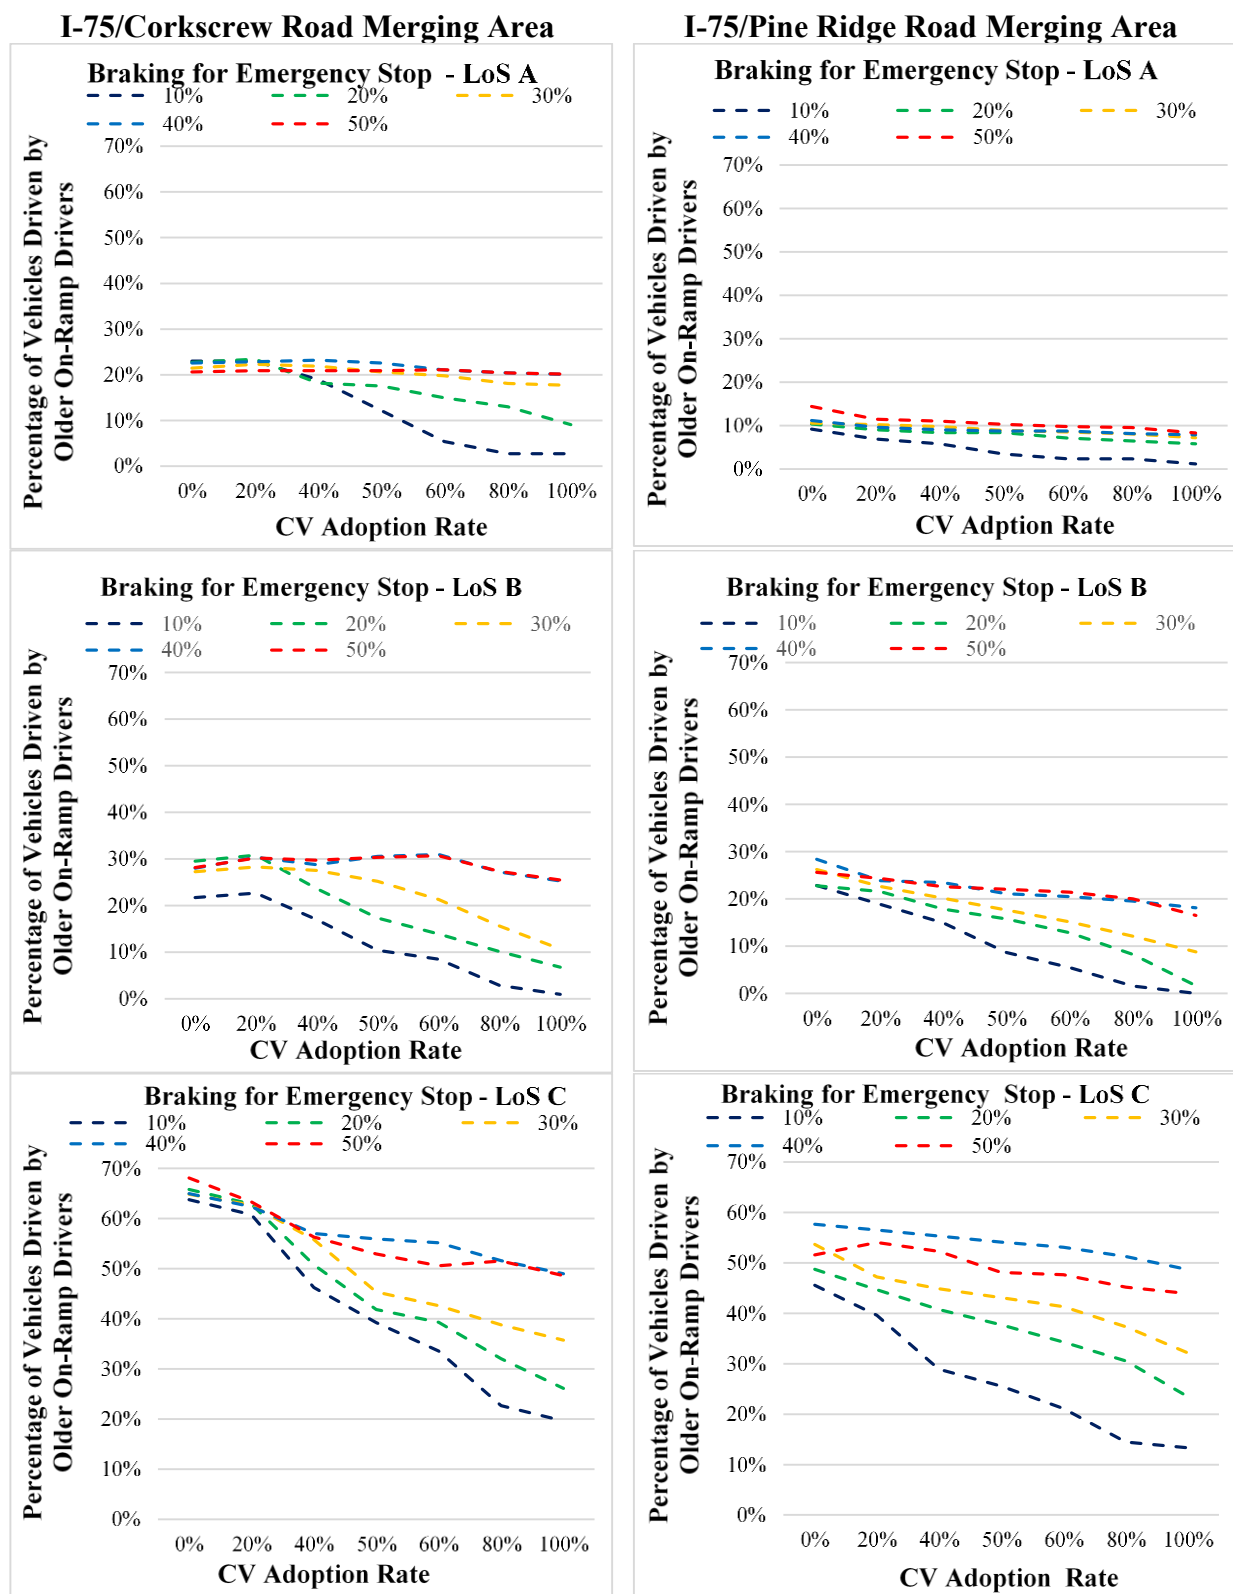 I-75/Corkscrew Road Merging Area
Braking for Emergency Stop - LoS A
10% 20% 30%
40% 50%
Percentage of Vehicles Driven by
Older On-Ramp Drivers
70%
60%
50%
40%
30%
20%
10%
0%
0% 20% 40% 50% 60% 80% 100%
CV Adoption Rate
I-75/Pine Ridge Road Merging Area
Braking for Emergency Stop - LoS A
10% 20% 30%
40% 50%
Percentage of Vehicles Driven by
Older On-Ramp Drivers
70%
60%
50%
40%
30%
20%
10%
0%
0% 20% 40% 50% 60% 80% 100%
CV Adption Rate
Braking for Emergency Stop - LoS B
10% 20% 30%
40% 50%
Percentage of Vehicles Driven by
Older On-Ramp Drivers
70%
60%
50%
40%
30%
20%
10%
0%
0% 20% 40% 50% 60% 80% 100%
CV Adoption Rate
Braking for Emergency Stop - LoS B
10% 20% 30%
40% 50%
Percentage of Vehicles Driven by
Older On-Ramp Drivers
70%
60%
50%
40%
30%
20%
10%
0%
0% 20% 40% 50% 60% 80% 100%
CV Adoption Rate
Braking for Emergency Stop - LoS C
10% 20% 30%
40% 50%
Percentage of Vehicles Driven by
Older On-Ramp Drivers
70%
60%
50%
40%
30%
20%
10%
0%
0% 20% 40% 50% 60% 80% 100%
CV Adoption Rate
Braking for Emergency Stop - LoS C
10% 20% 30%
40% 50%
Percentage of Vehicles Driven by
Older On-Ramp Drivers
70%
60%
50%
40%
30%
20%
10%
0%
0% 20% 40% 50% 60% 80% 100%
CV Adoption Rate